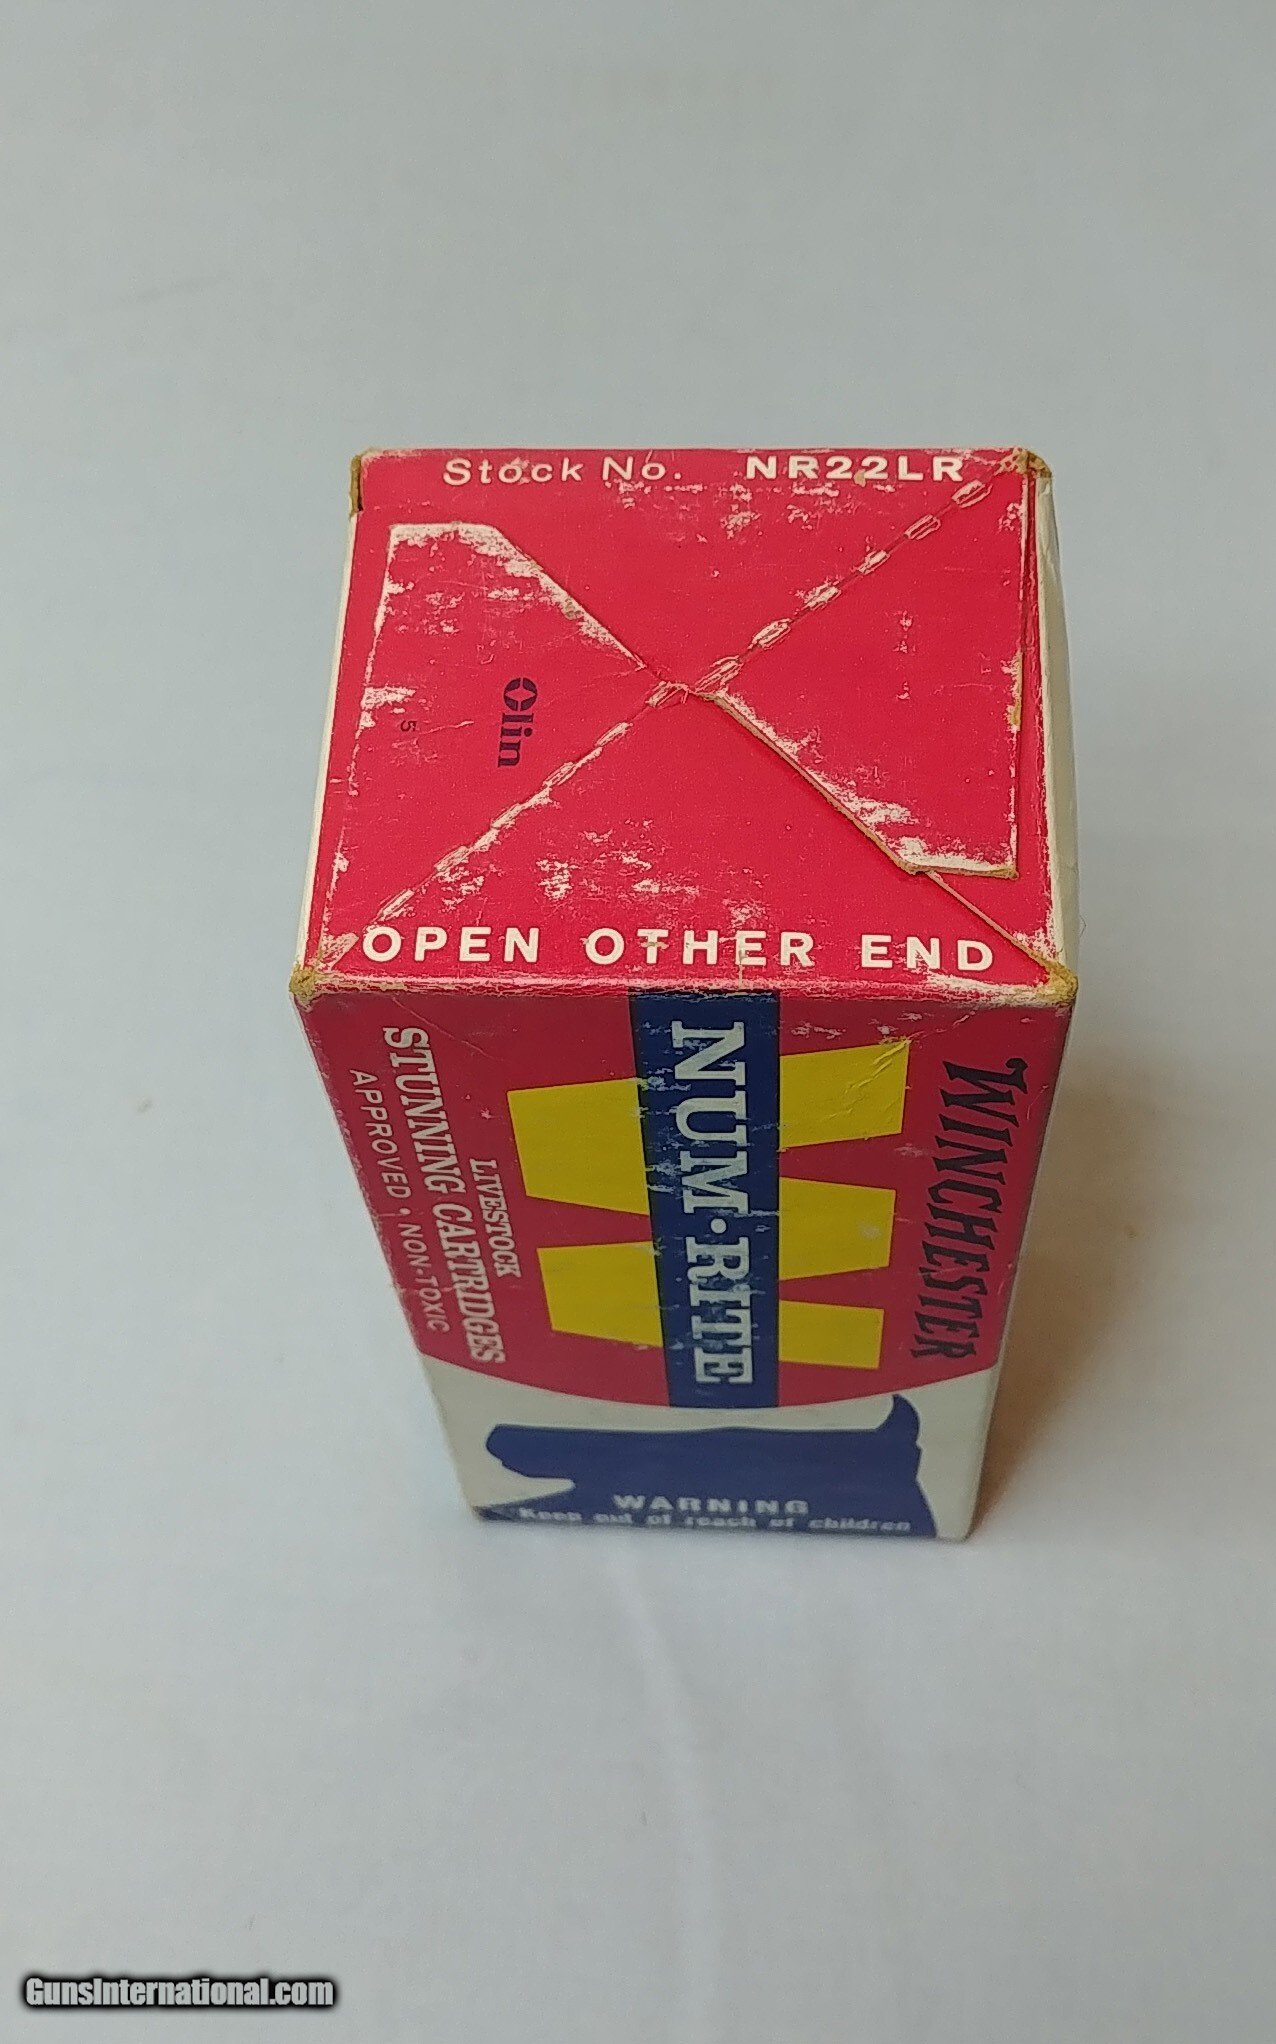 Stock No. NR22LR
Olin
5
OPEN OTHER END
WINCHESTER
NUM·RITE
LIVESTOCK
STUNNING CARTRIDGES
APPROVED • NON-TOXIC
WARNING
Keep out of reach of children
GunsInternational.com